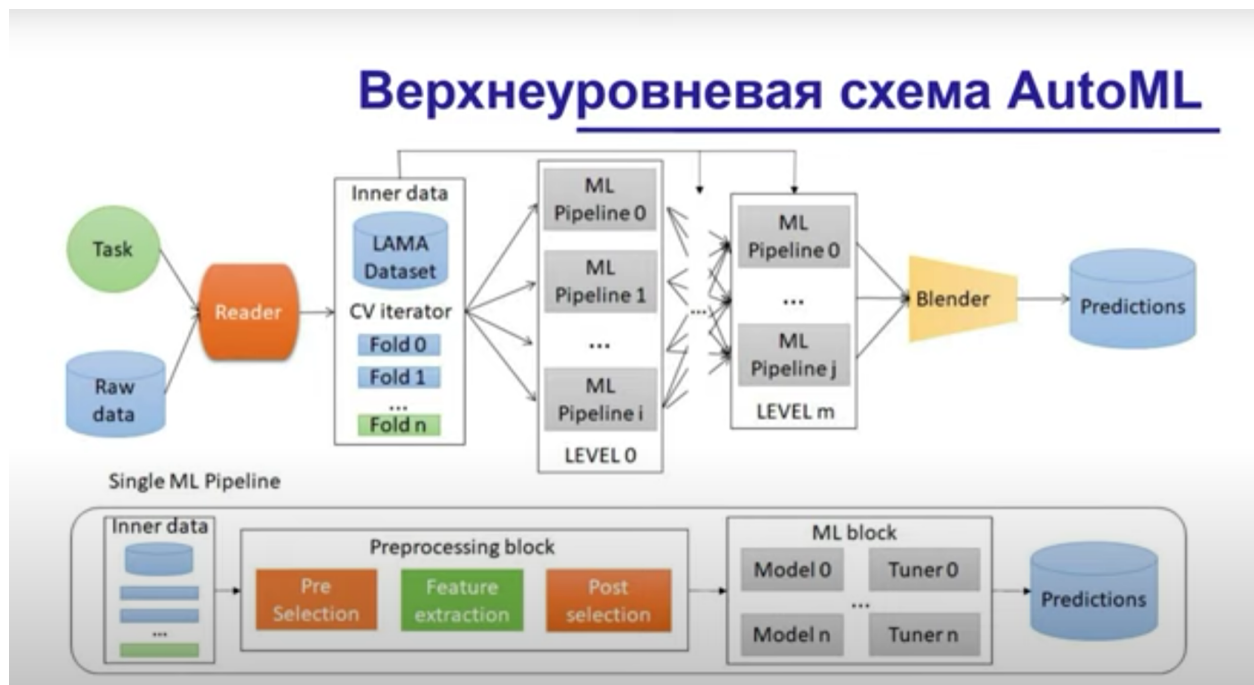 Верхнеуровневая схема AutoML
Task
Raw
data
Reader
Inner data
LAMA
Dataset
CV iterator
Fold 0
Fold 1
...
Fold n
ML
Pipeline 0
ML
Pipeline 1
...
ML
Pipeline i
LEVEL 0
...
ML
Pipeline 0
...
ML
Pipeline j
LEVEL m
Blender
Predictions
Single ML Pipeline
Inner data
...
Preprocessing block
Pre
Selection
Feature
extraction
Post
selection
ML block
Model 0
Tuner 0
...
Model n
Tuner n
Predictions